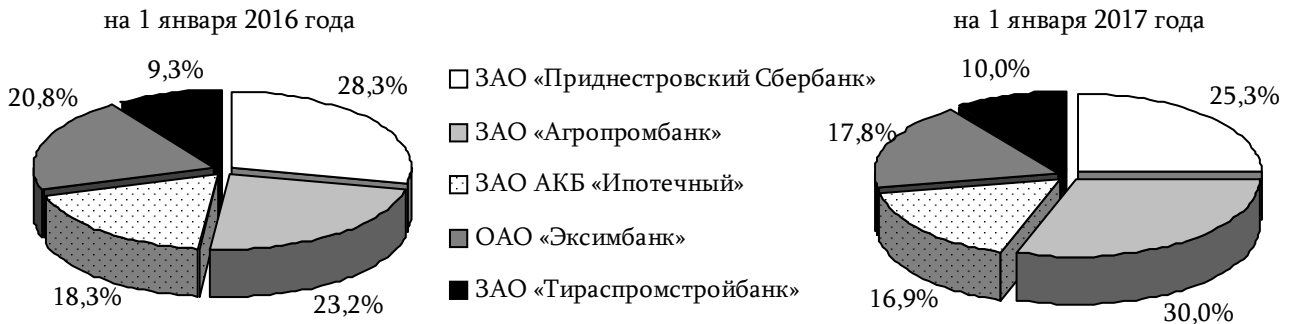 на 1 января 2016 года
9,3%
20,8%
28,3%
18,3%
23,2%
ЗАО «Приднестровский Сбербанк»
ЗАО «Агропромбанк»
ЗАО АКБ «Ипотечный»
ОАО «Эксимбанк»
ЗАО «Тираспромстройбанк»
на 1 января 2017 года
10,0%
25,3%
17,8%
16,9%
30,0%